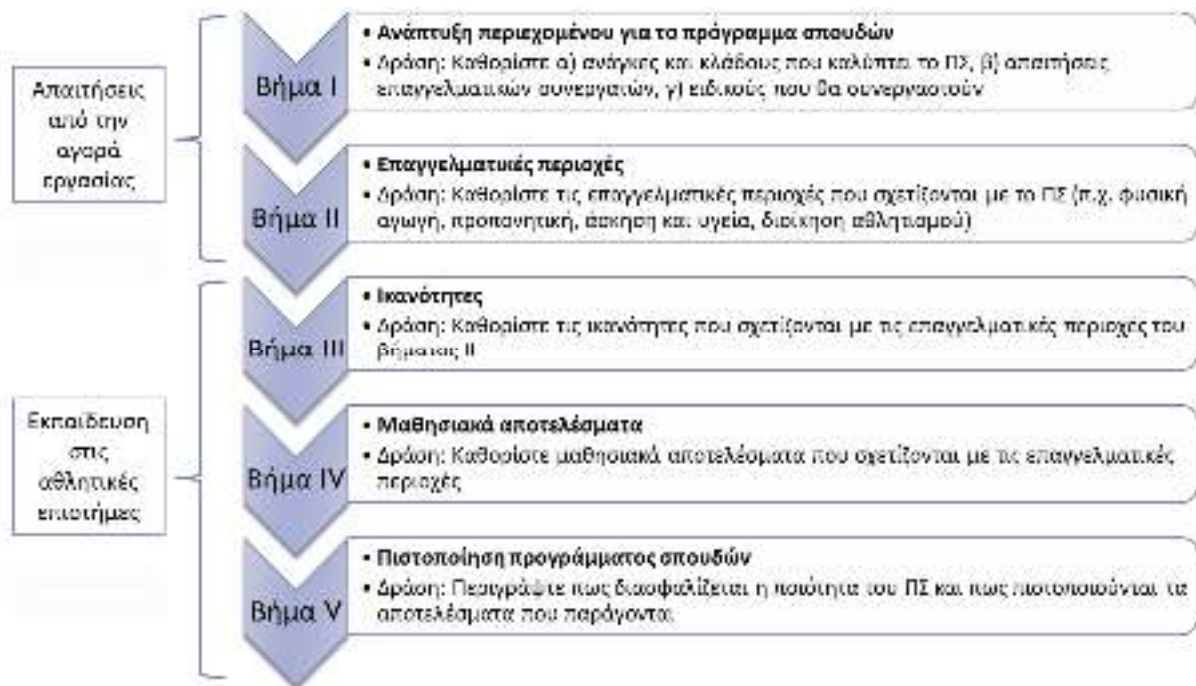 Απαιτήσεις
από την
αγορά
εργασίας
Βήμα I
• Ανάπτυξη περιεχομένου για το πρόγραμμα σπουδών
• Δράση: Καθορίστε α) ανάγκες και κλάδους που καλύπτει το ΠΣ, β) απαιτήσεις
επαγγελματικών συνεργατών, γ) ειδικούς που θα συνεργαστούν
Βήμα II
• Επαγγελματικές περιοχές
• Δράση: Καθορίστε τις επαγγελματικές περιοχές που σχετίζονται με το ΠΣ (π.χ. φυσική
αγωγή, προπονητική, άσκηση και υγεία, διοίκηση αθλητισμού)
Εκπαίδευση
στις
αθλητικές
επιστήμες
Βήμα III
• Ικανότητες
• Δράση: Καθορίστε τις ικανότητες που σχετίζονται με τις επαγγελματικές περιοχές του
βήματος II
Βήμα IV
• Μαθησιακά αποτελέσματα
• Δράση: Καθορίστε μαθησιακά αποτελέσματα που σχετίζονται με τις επαγγελματικές
περιοχές
Βήμα V
• Πιστοποίηση προγράμματος σπουδών
• Δράση: Περιγράψτε πως διασφαλίζεται η ποιότητα του ΠΣ και πως πιστοποιούνται τα
αποτελέσματα που παράγονται